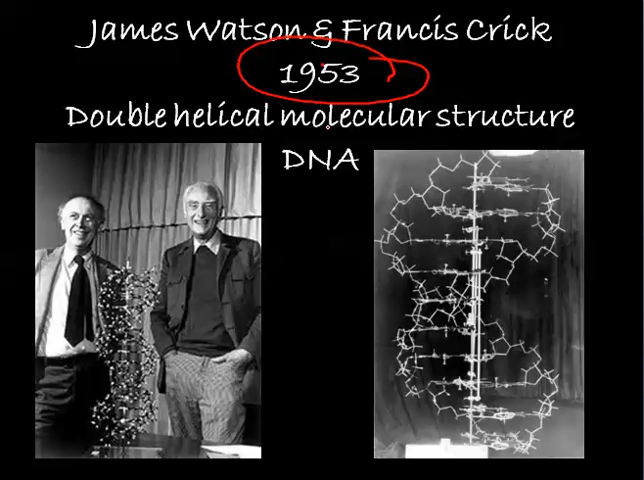 James Watson & Francis Crick
1953
Double helical molecular structure
DNA